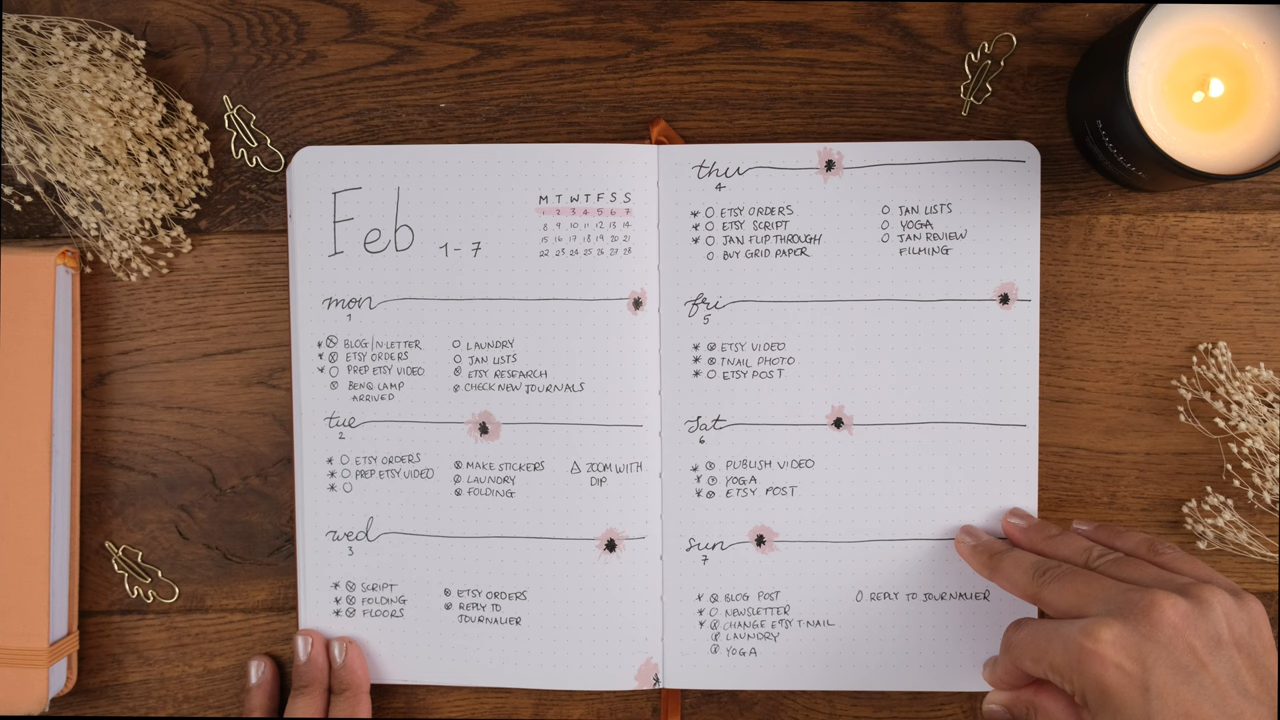 Feb 1-7
M T W T F S S
1 2 3 4 5 6 7
8 9 10 11 12 13 14
15 16 17 18 19 20 21
22 23 24 25 26 27 28
mon
1
* BLOG/N·LETTER
* ETSY ORDERS
* PREP ETSY VIDEO
BENQ LAMP
ARRIVED
LAUNDRY
JAN LISTS
ETSY RESEARCH
CHECK NEW JOURNALS
tue
2
* ETSY ORDERS
* PREP ETSY VIDEO
*
MAKE STICKERS
LAUNDRY
FOLDING
ZOOM WITH
DIP
wed
3
* SCRIPT
* FOLDING
* FLOORS
ETSY ORDERS
REPLY TO
JOURNALIER
thu
4
* ETSY ORDERS
* ETSY SCRIPT
* JAN FLIP THROUGH
BUY GRID PAPER
JAN LISTS
YOGA
JAN REVIEW
FILMING
fri
5
* ETSY VIDEO
* TNAIL PHOTO
* ETSY POST
sat
6
* PUBLISH VIDEO
* YOGA
* ETSY POST
sun
7
* BLOG POST
* NEWSLETTER
* CHANGE ETSY T·NAIL
LAUNDRY
YOGA
REPLY TO JOURNALIER